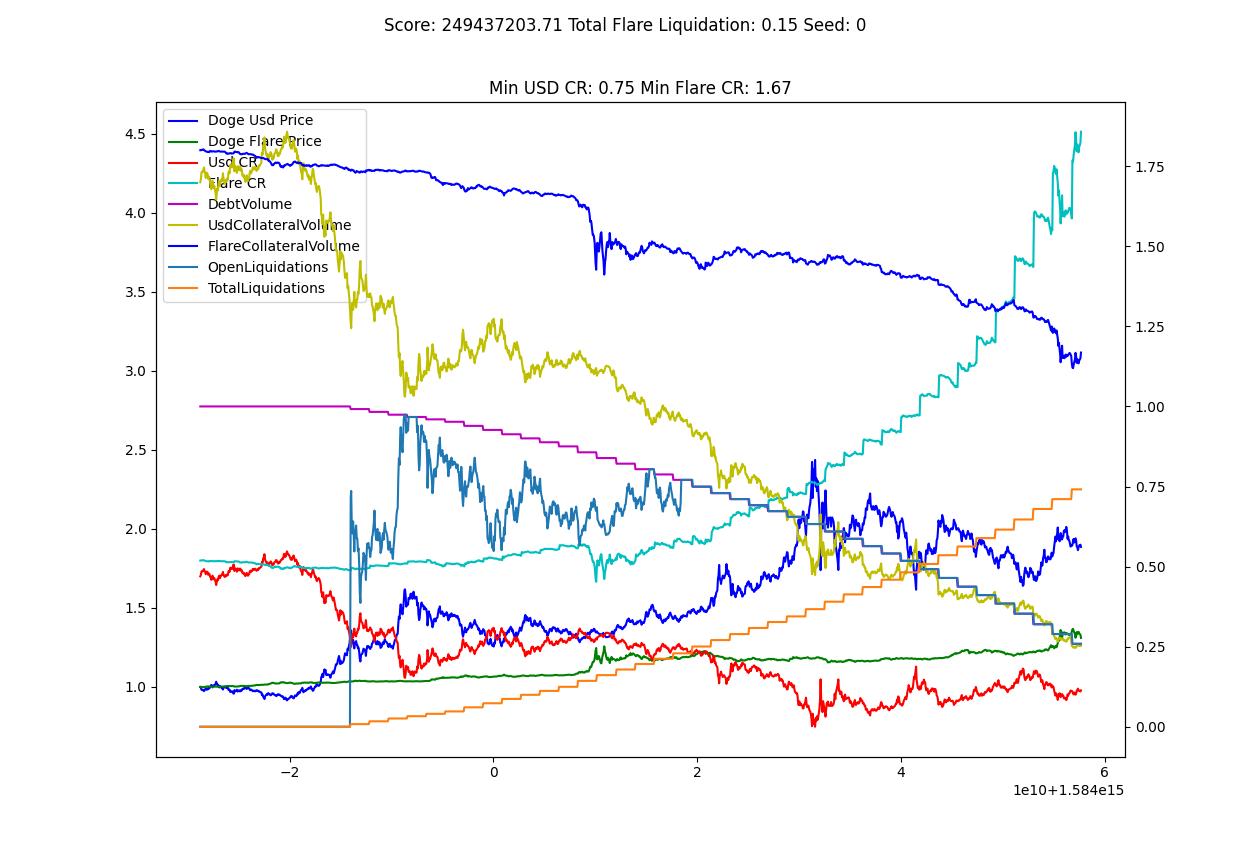 Score: 249437203.71 Total Flare Liquidation: 0.15 Seed: 0
Min USD CR: 0.75 Min Flare CR: 1.67
Doge Usd Price
Doge Flare Price
Usd CR
Flare CR
DebtVolume
UsdCollateralVolume
FlareCollateralVolume
OpenLiquidations
TotalLiquidations
4.5
4.0
3.5
3.0
2.5
2.0
1.5
1.0
1.75
1.50
1.25
1.00
0.75
0.50
0.25
0.00
−2
0
2
4
6
1e10+1.584e15